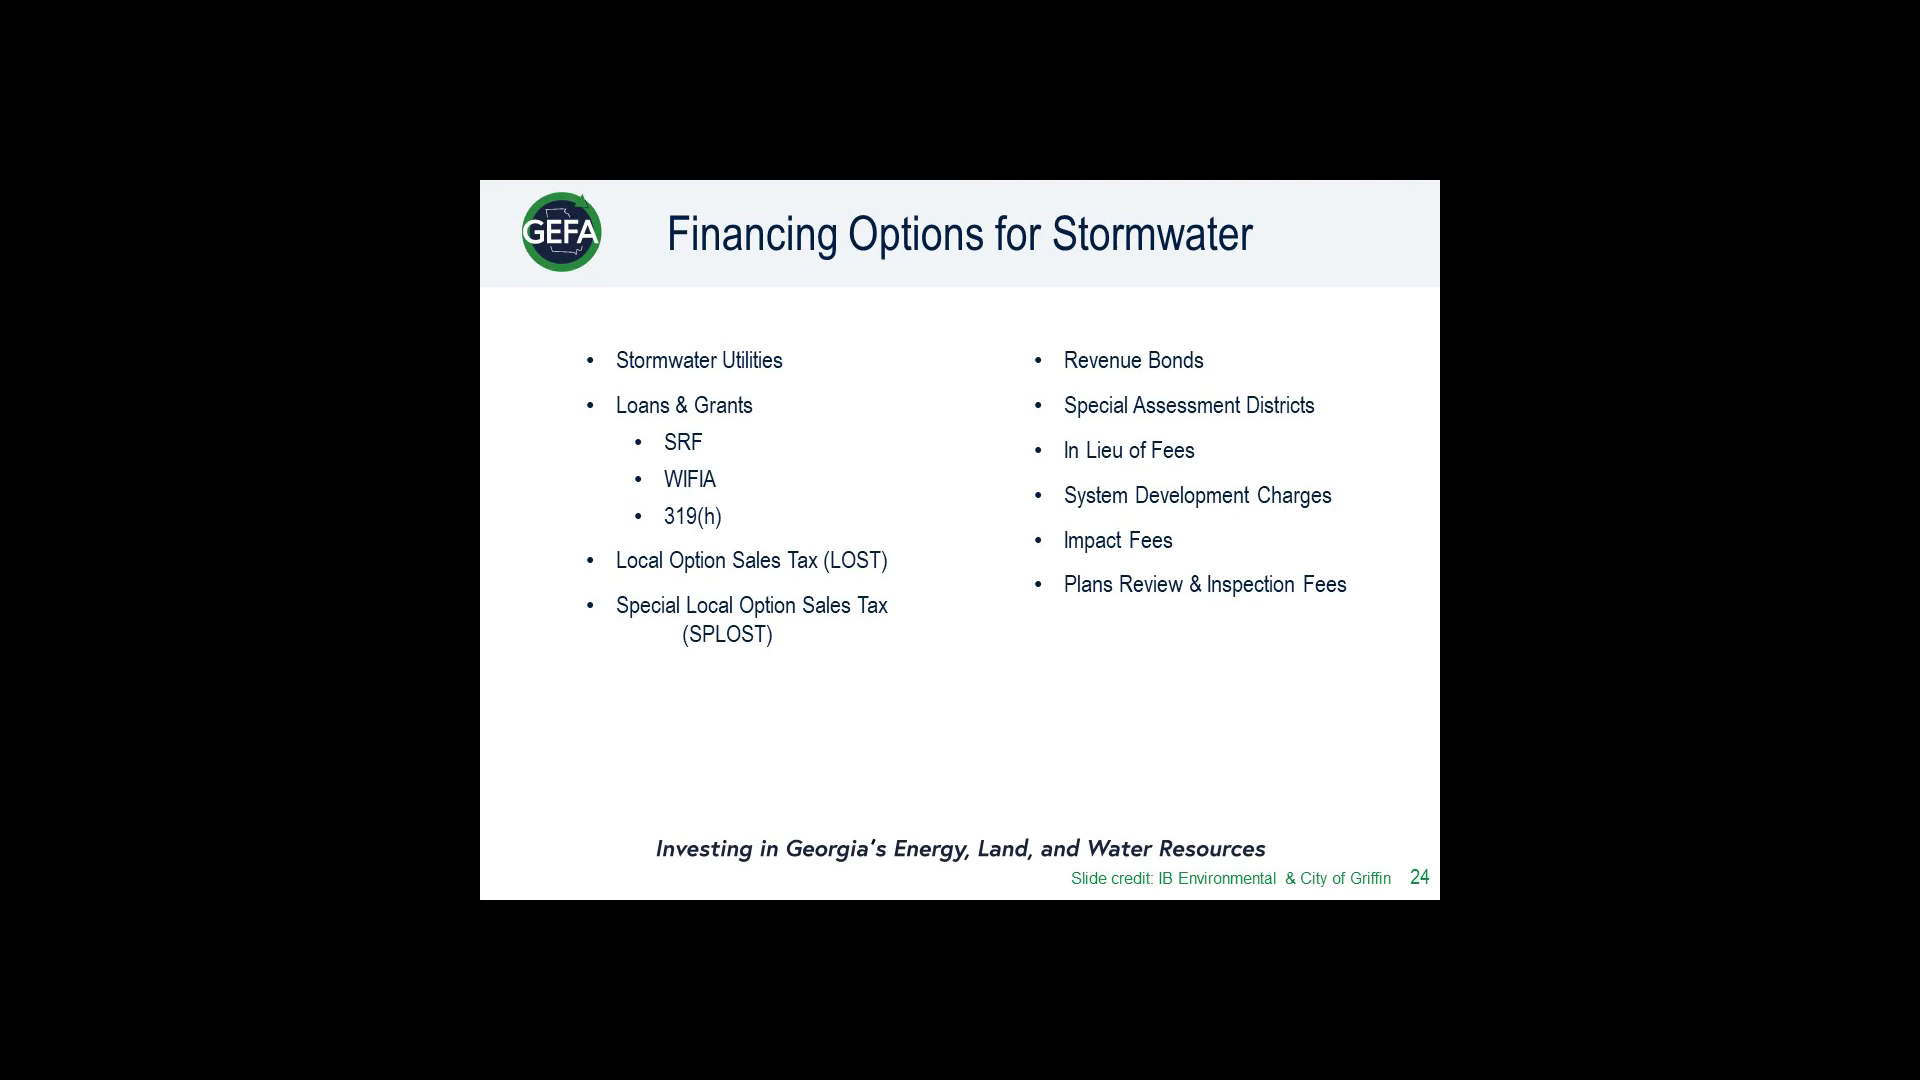 GEFA
Financing Options for Stormwater
• Stormwater Utilities
• Loans & Grants
• SRF
• WIFIA
• 319(h)
• Local Option Sales Tax (LOST)
• Special Local Option Sales Tax
(SPLOST)
• Revenue Bonds
• Special Assessment Districts
• In Lieu of Fees
• System Development Charges
• Impact Fees
• Plans Review & Inspection Fees
Investing in Georgia's Energy, Land, and Water Resources
Slide credit: IB Environmental & City of Griffin 24